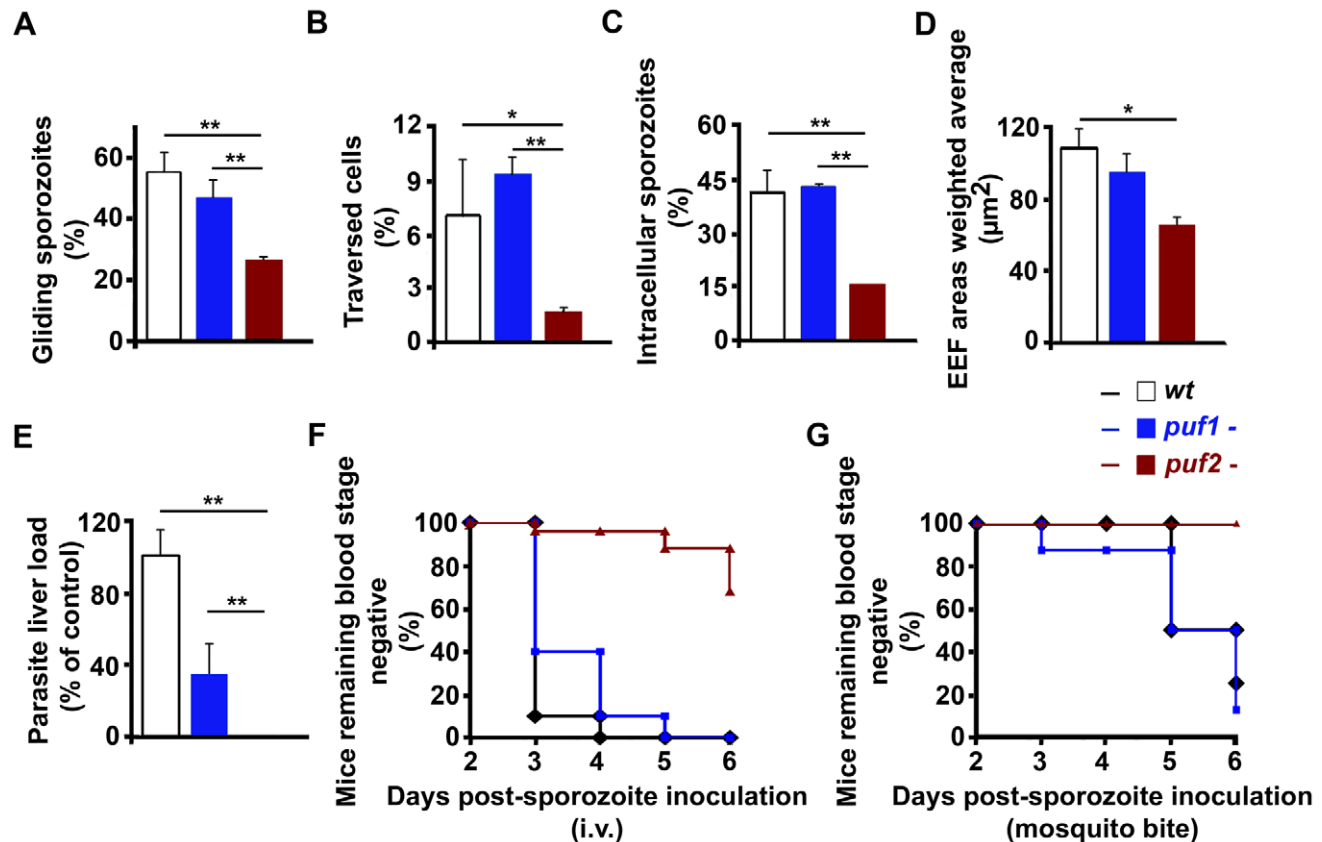 A
Gliding sporozoites
(%)
60
40
20
0
**
**
B
Traversed cells
(%)
12
9
6
3
0
*
**
C
Intracellular sporozoites
(%)
60
45
30
15
0
**
**
D
EEF areas weighted average
(µm2)
120
80
40
0
*
wt
puf1 -
puf2 -
E
Parasite liver load
(% of control)
120
80
40
0
**
**
F
Mice remaining blood stage
negative
(%)
100
80
60
40
20
0
2 3 4 5 6
Days post-sporozoite inoculation
(i.v.)
G
Mice remaining blood stage
negative
(%)
100
80
60
40
20
0
2 3 4 5 6
Days post-sporozoite inoculation
(mosquito bite)